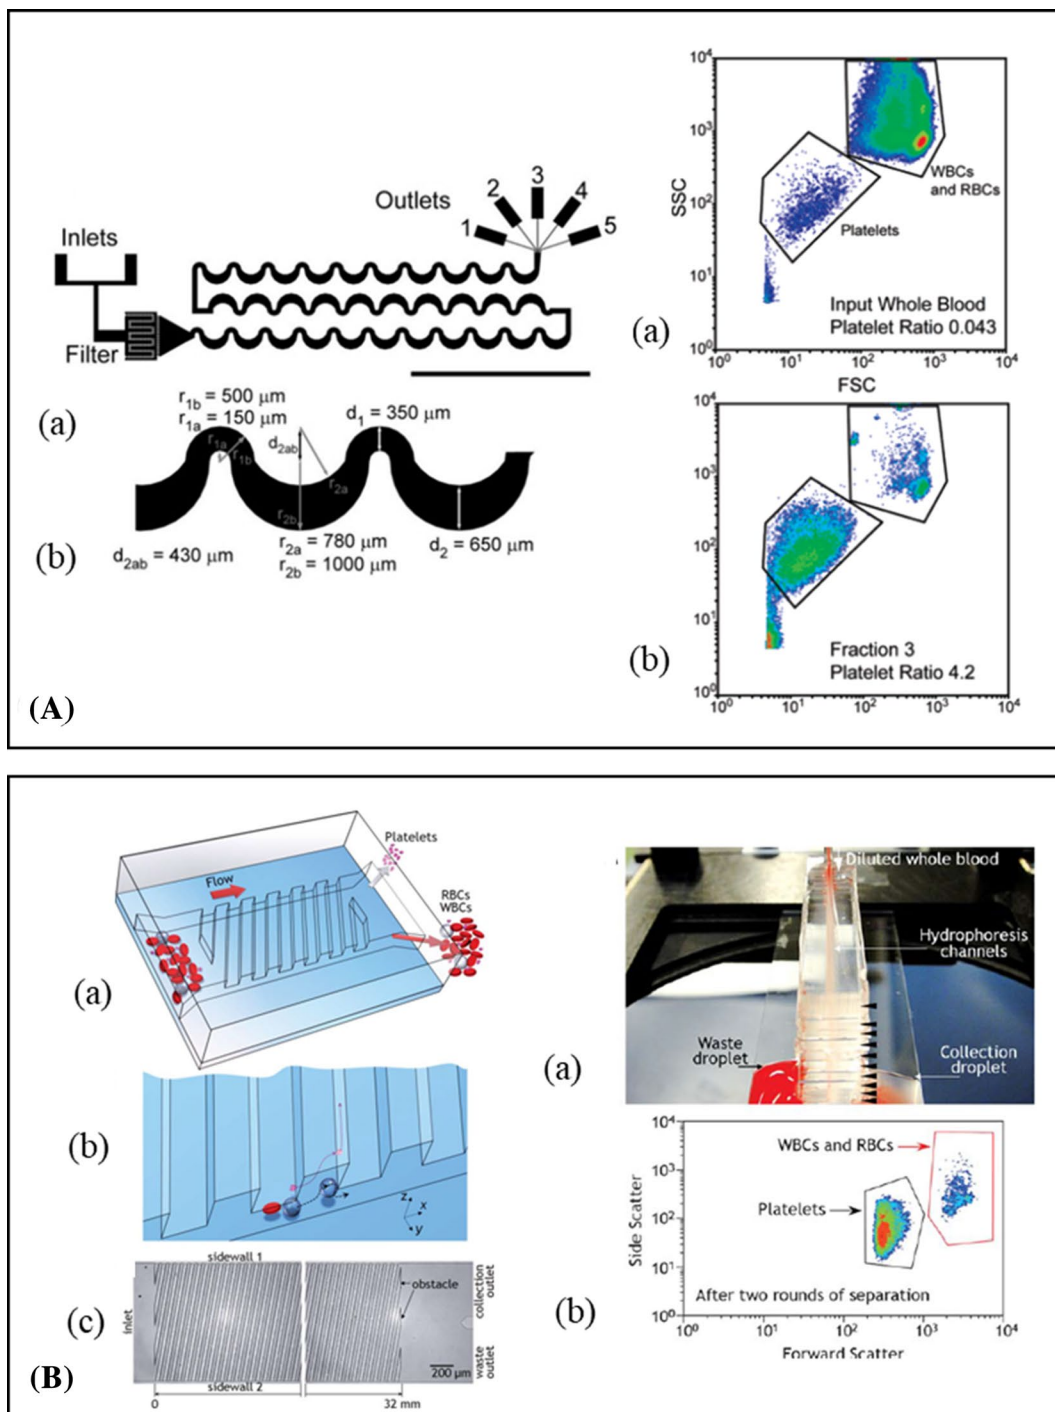 Inlets
Filter
Outlets
1
2
3
4
5
(a)
r1b = 500 μm
r1a = 150 μm
d1 = 350 μm
d2ab
r1a
r1b
r2a
r2b
d2ab = 430 μm
r2a = 780 μm
r2b = 1000 μm
d2 = 650 μm
(b)
10⁴
10³
10²
10¹
10⁰
SSC
WBCs
and RBCs
Platelets
Input Whole Blood
Platelet Ratio 0.043
10⁰
10¹
10²
10³
10⁴
FSC
(a)
10⁴
10³
10²
10¹
10⁰
Fraction 3
Platelet Ratio 4.2
10⁰
10¹
10²
10³
10⁴
(b)
(A)
Platelets
Flow
RBCs
WBCs
(a)
(b)
z
x
y
sidewall 1
inlet
obstacle
collection
outlet
waste
outlet
200 μm
sidewall 2
0
32 mm
(c)
Diluted whole blood
Hydrophoresis
channels
Waste
droplet
Collection
droplet
(a)
10⁴
10³
10²
10¹
10⁰
Side Scatter
WBCs and RBCs
Platelets
After two rounds of separation
10⁰
10¹
10²
10³
10⁴
Forward Scatter
(b)
(B)